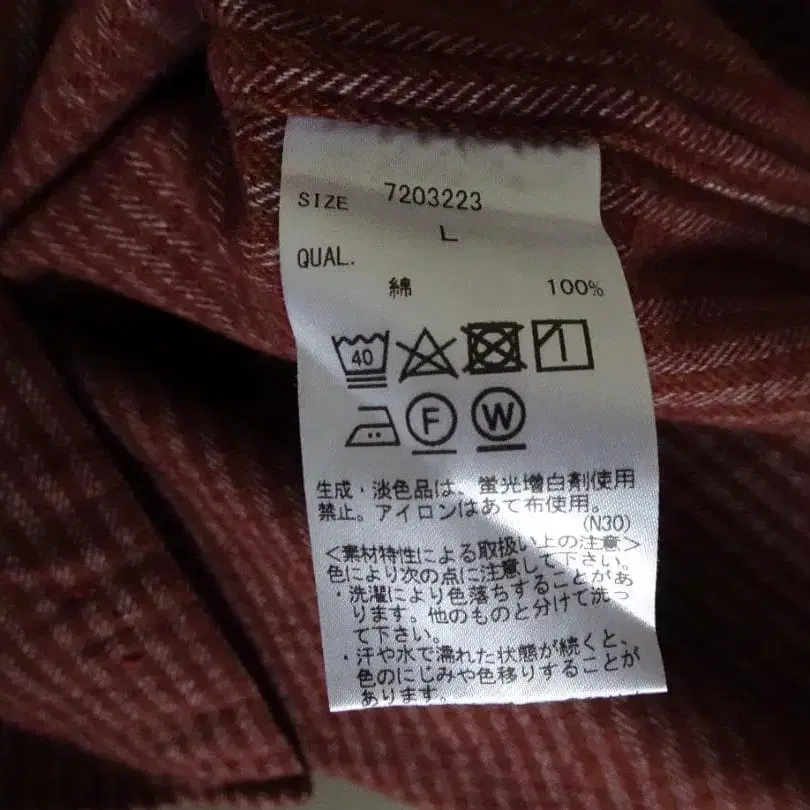 7203223
SIZE
L
QUAL.
綿 100%
40
F W
生成・淡色品は、蛍光増白剤使用
禁止。アイロンはあて布使用。
(N30)
<素材特性による取扱い上の注意>
色により次の点に注意して下さい。
・洗濯により色落ちすることがあ
ります。他のものと分けて洗っ
て下さい。
・汗や水で濡れた状態が続くと、
色のにじみや色移りすることが
あります。